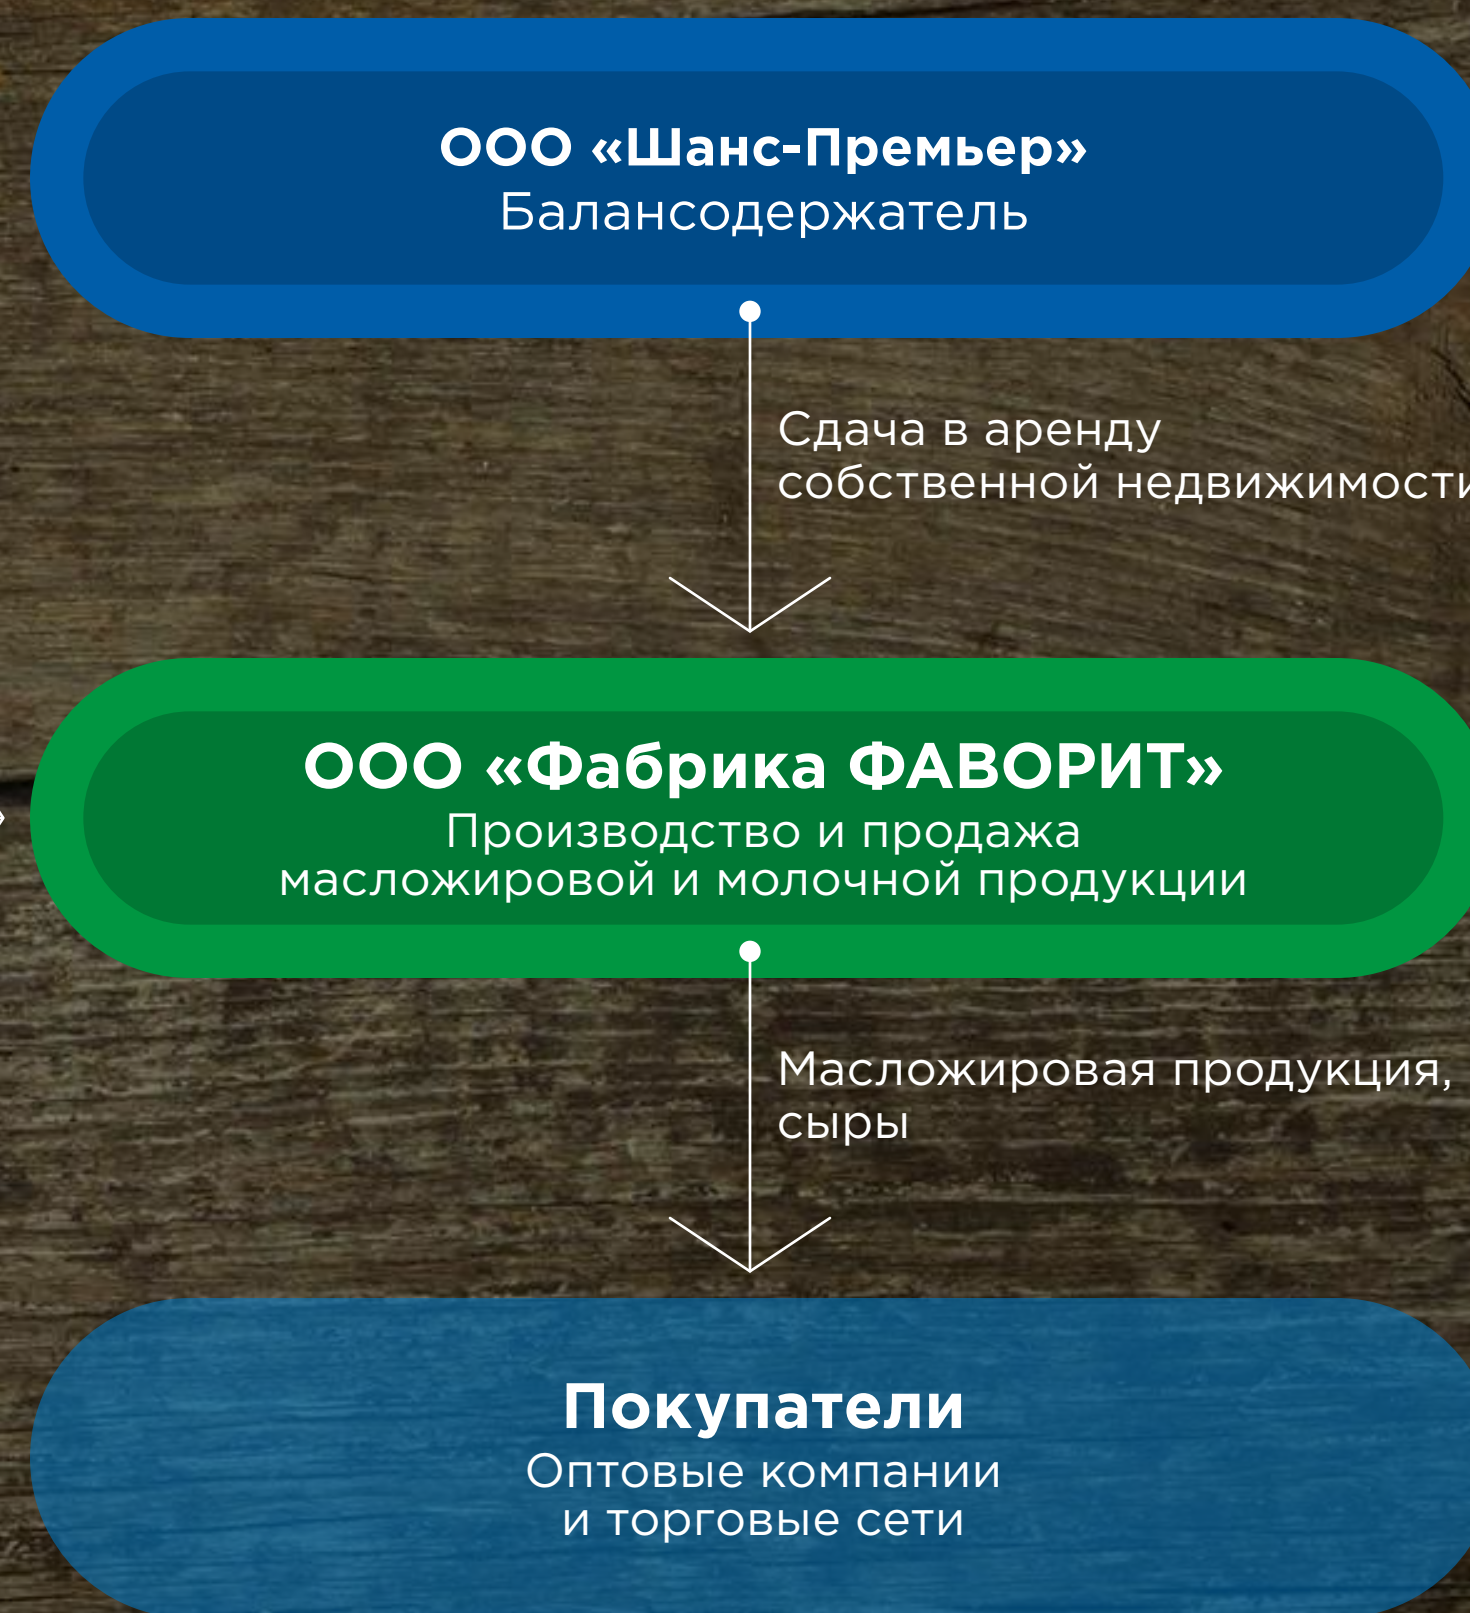 ООО «Шанс-Премьер»
Балансодержатель
Сдача в аренду
собственной недвижимости
ООО «Фабрика ФАВОРИТ»
Производство и продажа
масложировой и молочной продукции
Масложировая продукция,
сыры
Покупатели
Оптовые компании
и торговые сети